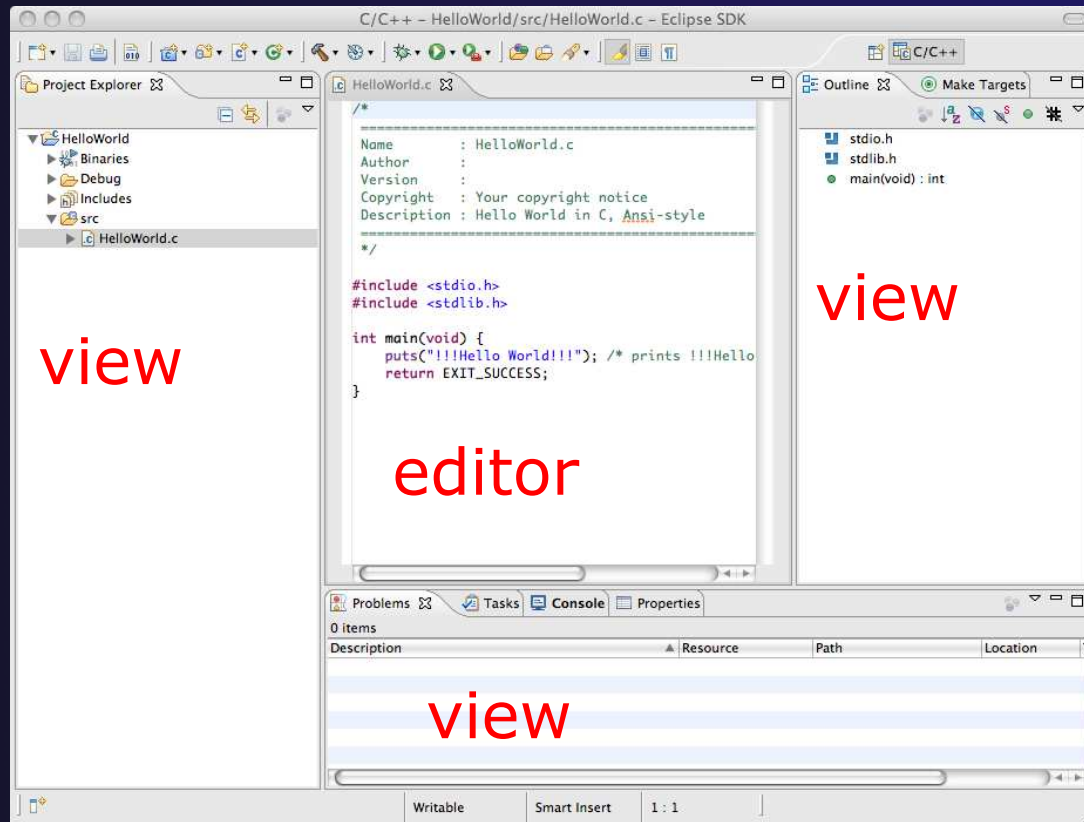 C/C++ – HelloWorld/src/HelloWorld.c – Eclipse SDK
C/C++
Project Explorer
HelloWorld
Binaries
Debug
Includes
src
HelloWorld.c
view
HelloWorld.c
/*
============================================
Name : HelloWorld.c
Author :
Version :
Copyright : Your copyright notice
Description : Hello World in C, Ansi-style
============================================
*/
#include <stdio.h>
#include <stdlib.h>
int main(void) {
puts("!!!Hello World!!!"); /* prints !!!Hello
return EXIT_SUCCESS;
}
editor
Outline Make Targets
stdio.h
stdlib.h
main(void) : int
view
Problems Tasks Console Properties
0 items
Description Resource Path Location
view
Writable Smart Insert 1 : 1